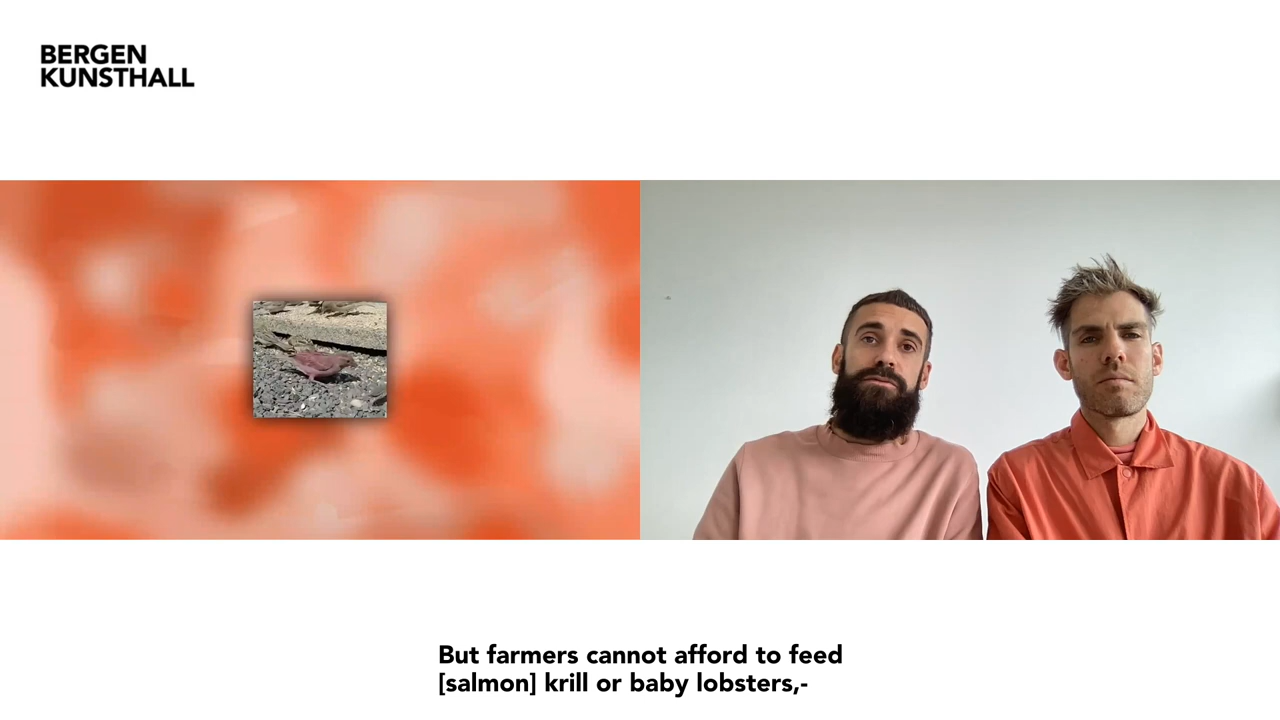 BERGEN
KUNSTHALL
But farmers cannot afford to feed
[salmon] krill or baby lobsters,-